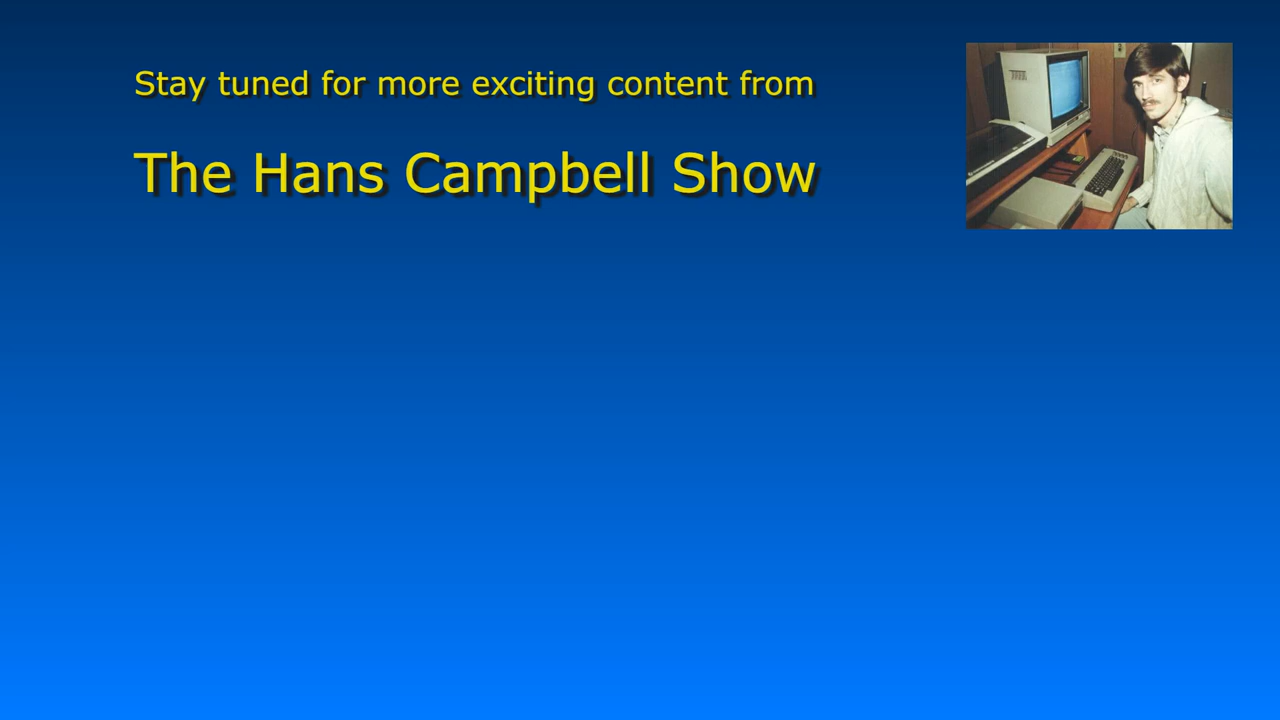 Stay tuned for more exciting content from
The Hans Campbell Show